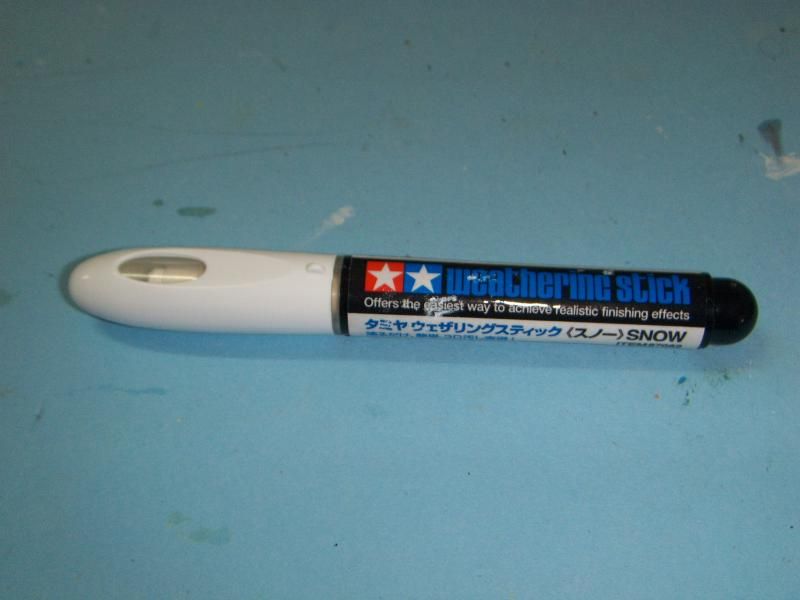 weathering stick
Offers the easiest way to achieve realistic finishing effects
タミヤ ウェザリングスティック〈スノー〉SNOW
ITEM